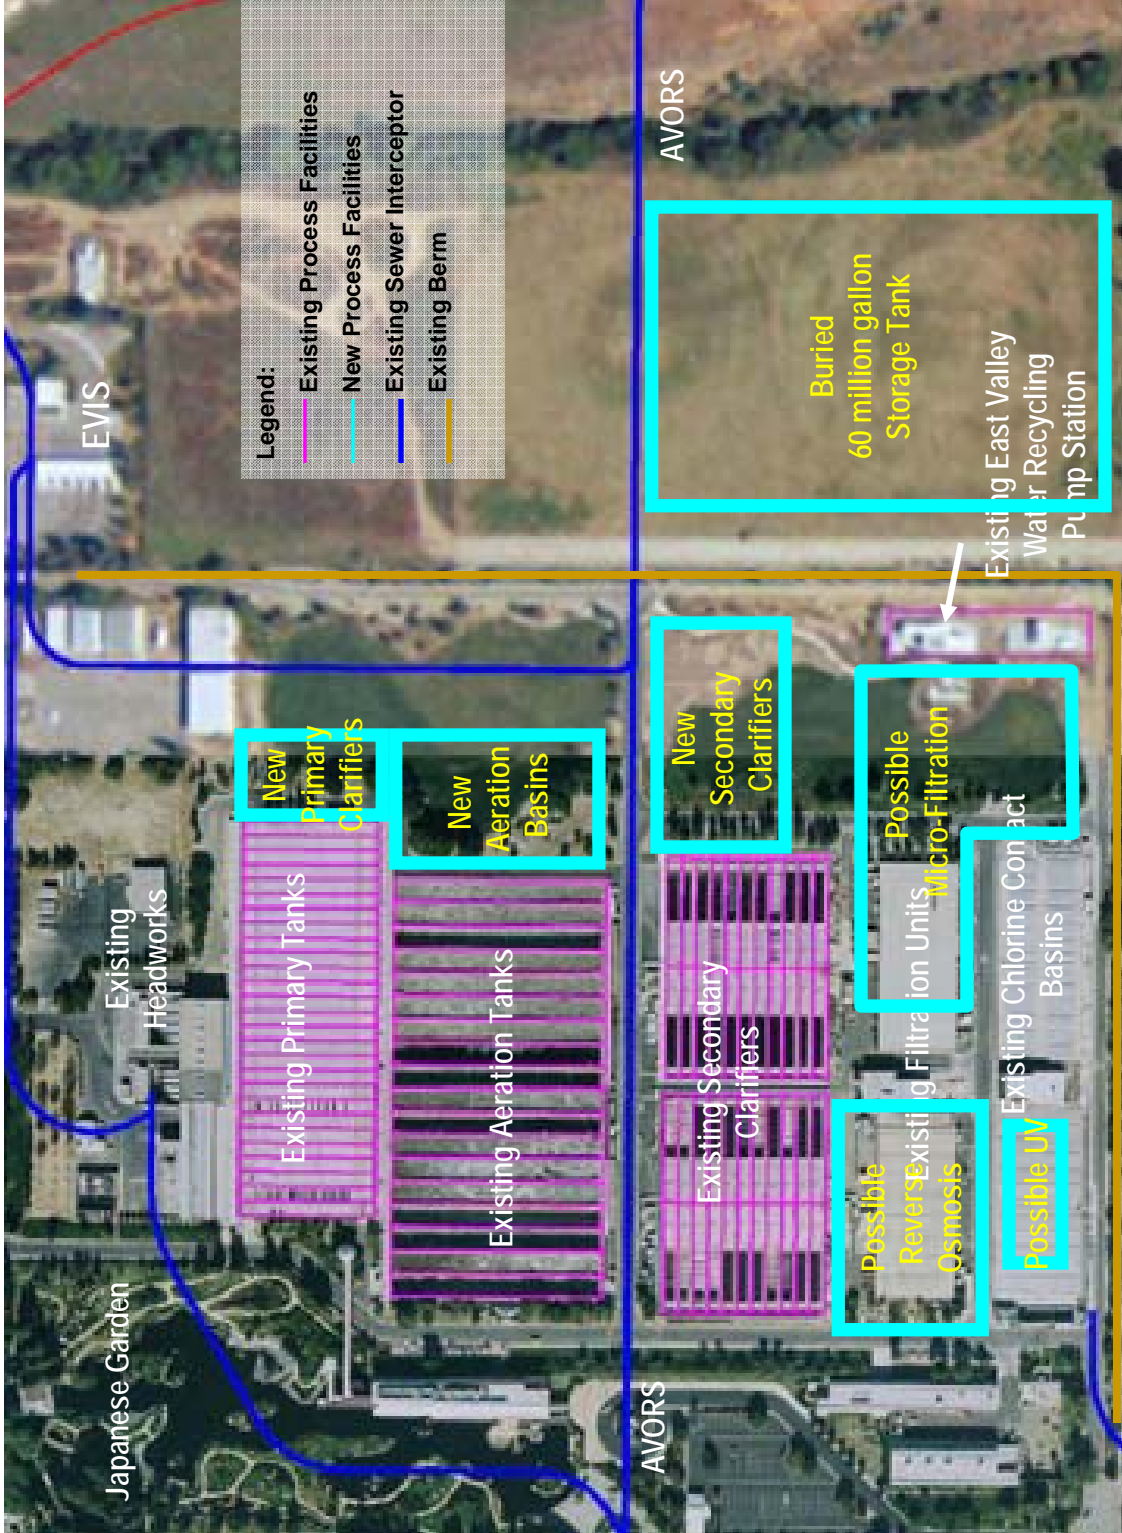 Japanese Garden
Existing
Headworks
EVIS
Legend:
Existing Process Facilities
New Process Facilities
Existing Sewer Interceptor
Existing Berm
Existing Primary Tanks
New
Primary
Clarifiers
Existing Aeration Tanks
New
Aeration
Basins
AVORS
AVORS
Existing Secondary
Clarifiers
New
Secondary
Clarifiers
Buried
60 million gallon
Storage Tank
Possible
Reverse
Osmosis
Existing Filtration Units
Possible
Micro-Filtration
Existing East Valley
Water Recycling
Pump Station
Possible UV
Existing Chlorine Contact
Basins